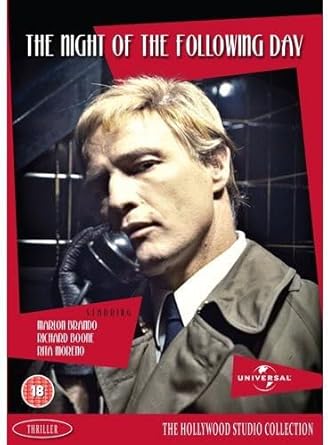 THE NIGHT OF THE FOLLOWING DAY
STARRING
MARLON BRANDO
RICHARD BOONE
RITA MORENO
UNIVERSAL
18
THRILLER
THE HOLLYWOOD STUDIO COLLECTION